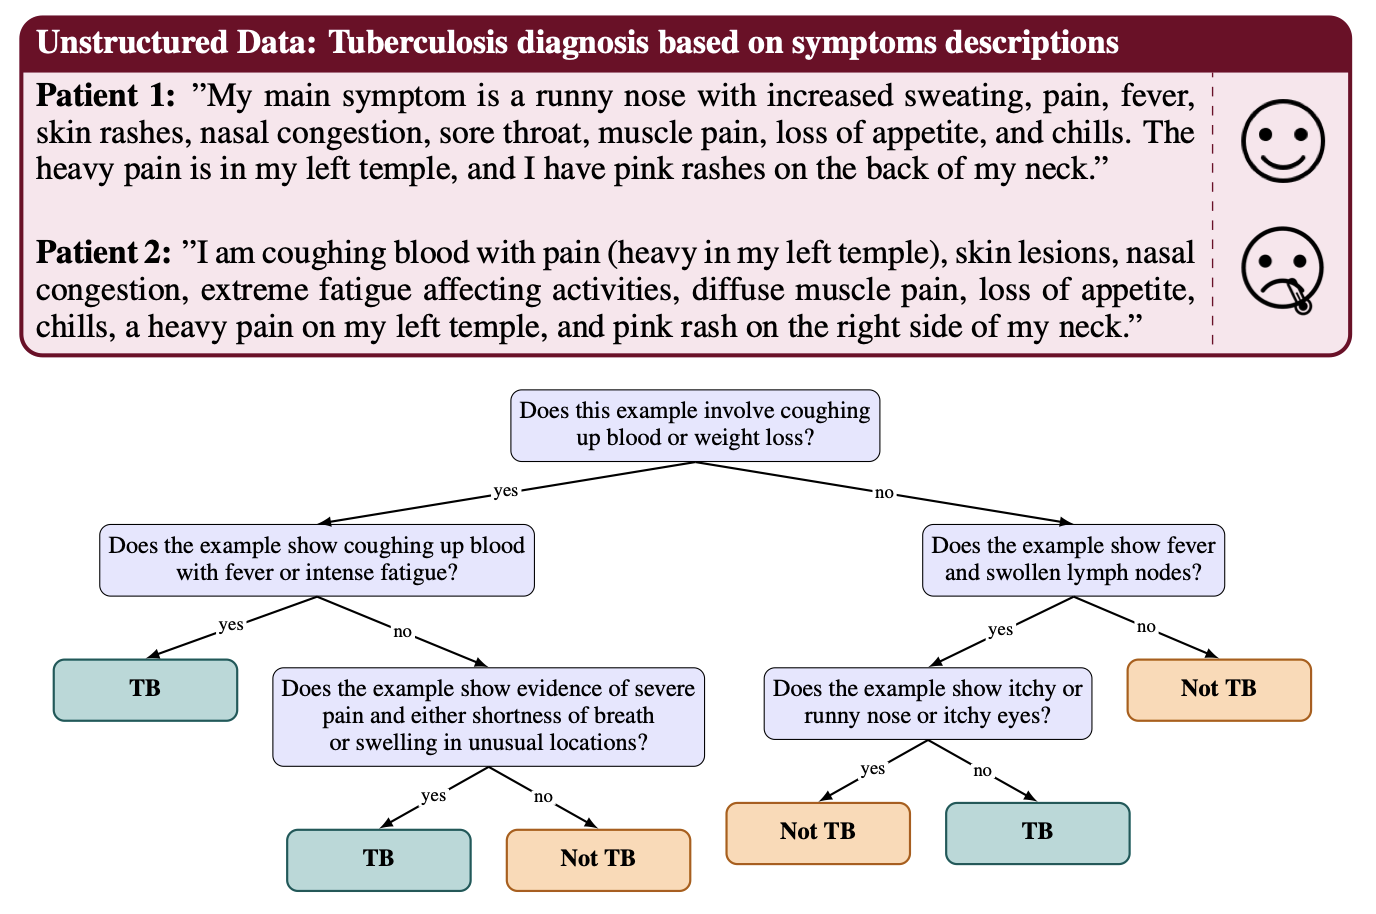 Unstructured Data: Tuberculosis diagnosis based on symptoms descriptions
Patient 1: ”My main symptom is a runny nose with increased sweating, pain, fever,
skin rashes, nasal congestion, sore throat, muscle pain, loss of appetite, and chills. The
heavy pain is in my left temple, and I have pink rashes on the back of my neck.”
Patient 2: ”I am coughing blood with pain (heavy in my left temple), skin lesions, nasal
congestion, extreme fatigue affecting activities, diffuse muscle pain, loss of appetite,
chills, a heavy pain on my left temple, and pink rash on the right side of my neck.”
Does this example involve coughing
up blood or weight loss?
yes
no
Does the example show coughing up blood
with fever or intense fatigue?
Does the example show fever
and swollen lymph nodes?
yes
no
yes
no
TB
Does the example show evidence of severe
pain and either shortness of breath
or swelling in unusual locations?
Does the example show itchy or
runny nose or itchy eyes?
Not TB
yes
no
yes
no
TB
Not TB
Not TB
TB